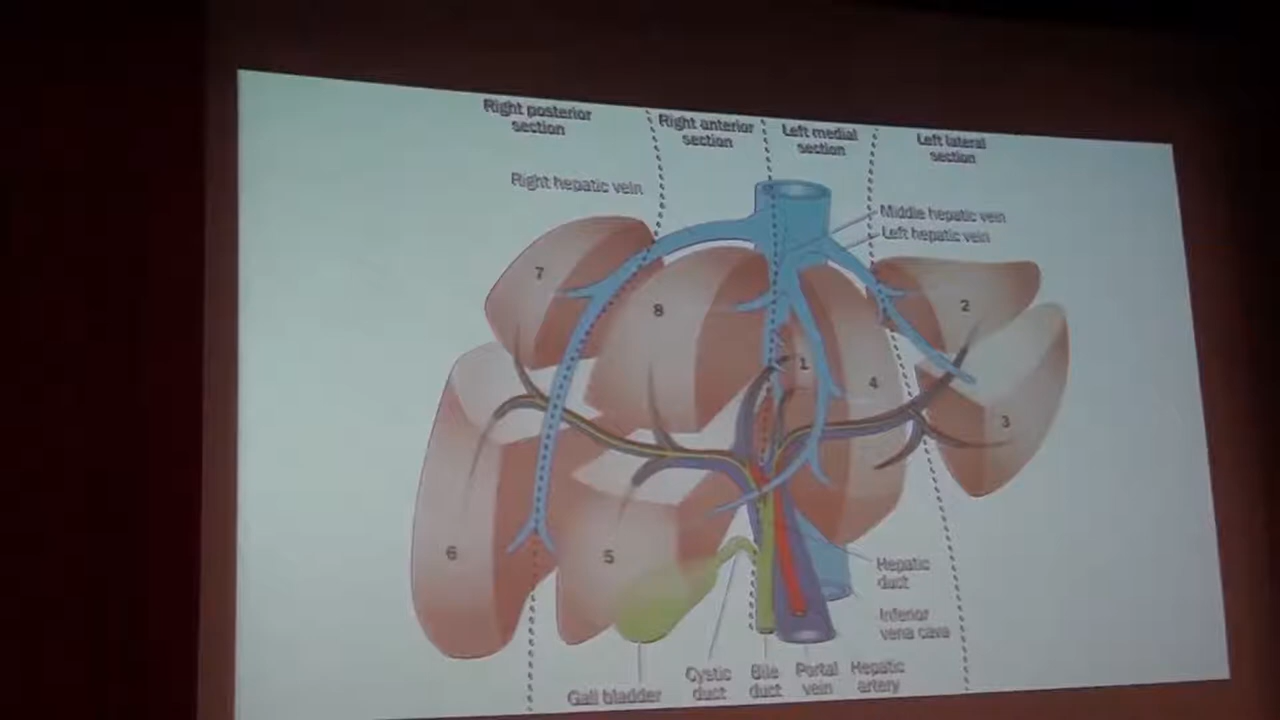 Right posterior
section
Right anterior
section
Left medial
section
Left lateral
section
Right hepatic vein
Middle hepatic vein
Left hepatic vein
7
8
2
1
4
3
6
5
Hepatic
duct
Inferior
vena cava
Gall bladder
Cystic
duct
Bile
duct
Portal
vein
Hepatic
artery